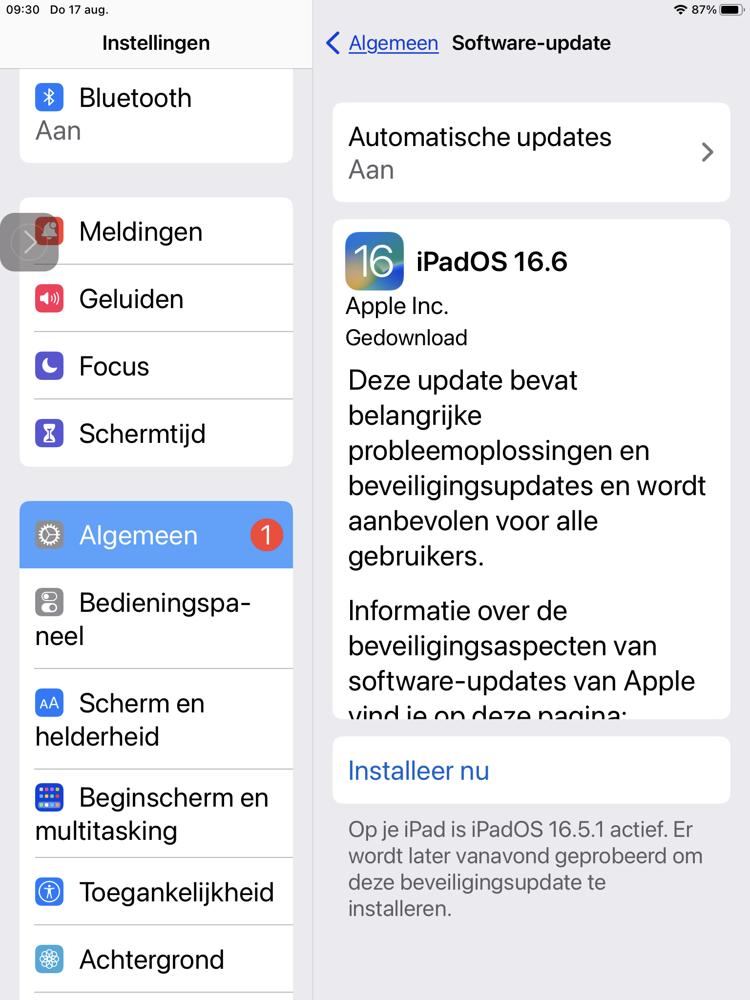 09:30 Do 17 aug.
87%
Instellingen
Bluetooth
Aan
Meldingen
Geluiden
Focus
Schermtijd
Algemeen 1
Bedieningspa-
neel
AA Scherm en
helderheid
Beginscherm en
multitasking
Toegankelijkheid
Achtergrond
Algemeen Software-update
Automatische updates
Aan
16 iPadOS 16.6
Apple Inc.
Gedownload
Deze update bevat
belangrijke
probleemoplossingen en
beveiligingsupdates en wordt
aanbevolen voor alle
gebruikers.
Informatie over de
beveiligingsaspecten van
software-updates van Apple
vind je op deze pagina:
Installeer nu
Op je iPad is iPadOS 16.5.1 actief. Er
wordt later vanavond geprobeerd om
deze beveiligingsupdate te
installeren.